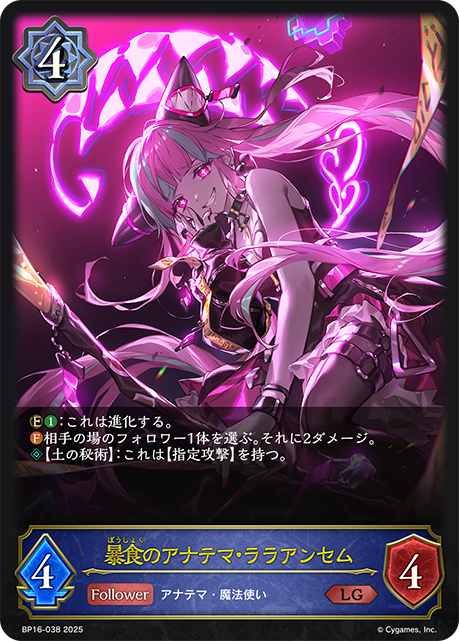 4
E 1：これは進化する。
F 相手の場のフォロワー1体を選ぶ。それに2ダメージ。
【土の秘術】：これは【指定攻撃】を持つ。
ぼうしょく
暴食のアナテマ・ララアンセム
4
Follower アナテマ・魔法使い LG
4
BP16-038 2025 © Cygames, Inc.